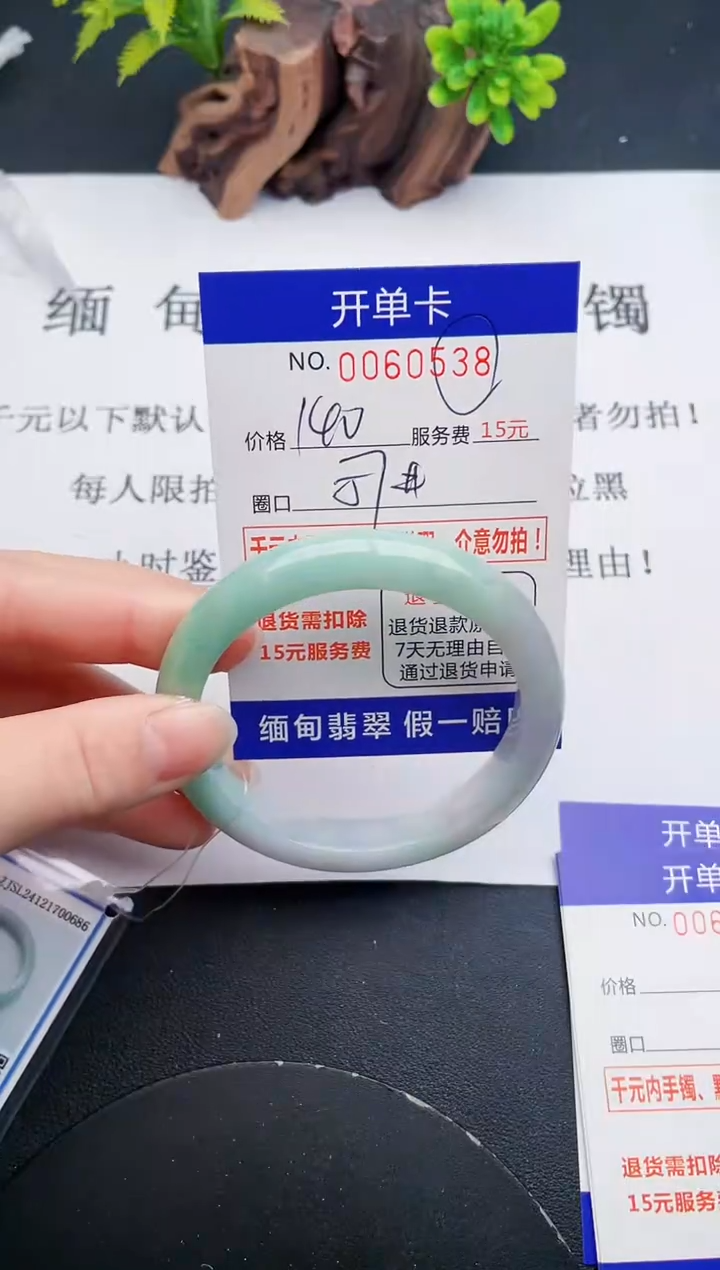 缅甸
镯
开单卡
NO. 0060538
千元以下默认
者勿拍！
价格 140 服务费 15元
每人限拍
拉黑
圈口
千元
介意勿拍！
小时鉴
理由！
退货需扣除
15元服务费
退货退款
7天无理由
通过退货申请
缅甸翡翠 假一赔
ZJSL24121700686
开单
开单
NO. 006
价格
圈口
千元内手镯、
退货需扣除
15元服务